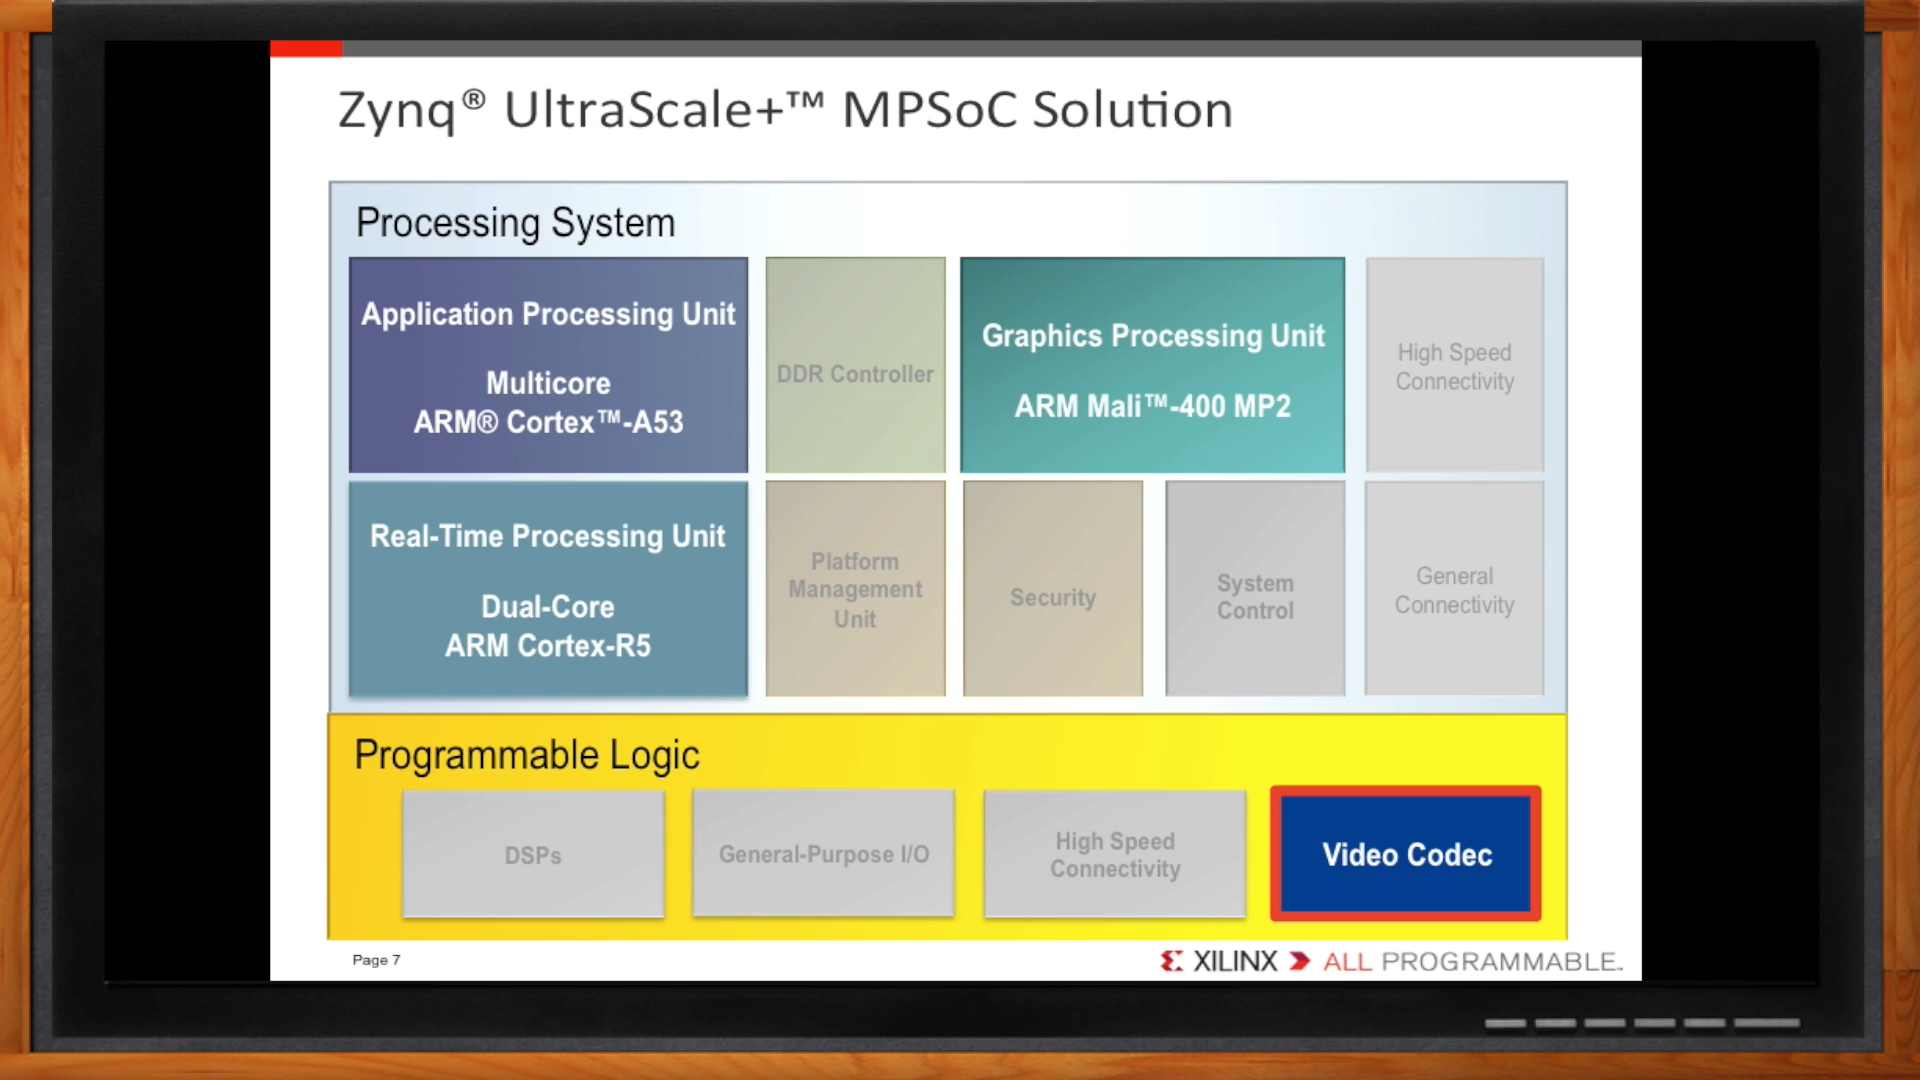 Zynq® UltraScale+™ MPSoC Solution
Processing System
Application Processing Unit
Multicore
ARM® Cortex™-A53
DDR Controller
Graphics Processing Unit
ARM Mali™-400 MP2
High Speed
Connectivity
Real-Time Processing Unit
Dual-Core
ARM Cortex-R5
Platform
Management
Unit
Security
System
Control
General
Connectivity
Programmable Logic
DSPs
General-Purpose I/O
High Speed
Connectivity
Video Codec
Page 7
XILINX ALL PROGRAMMABLE™